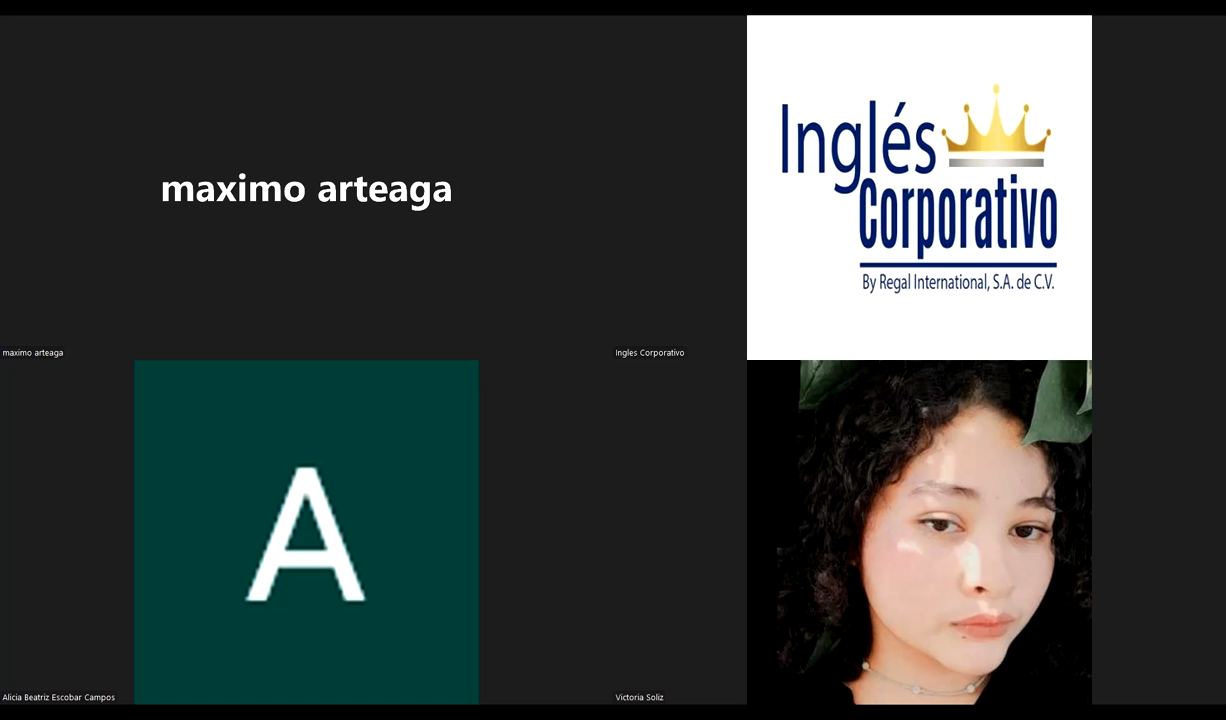 maximo arteaga
Inglés
Corporativo
By Regal International, S.A. de C.V.
maximo arteaga
Ingles Corporativo
A
Alicia Beatriz Escobar Campos
Victoria Soliz